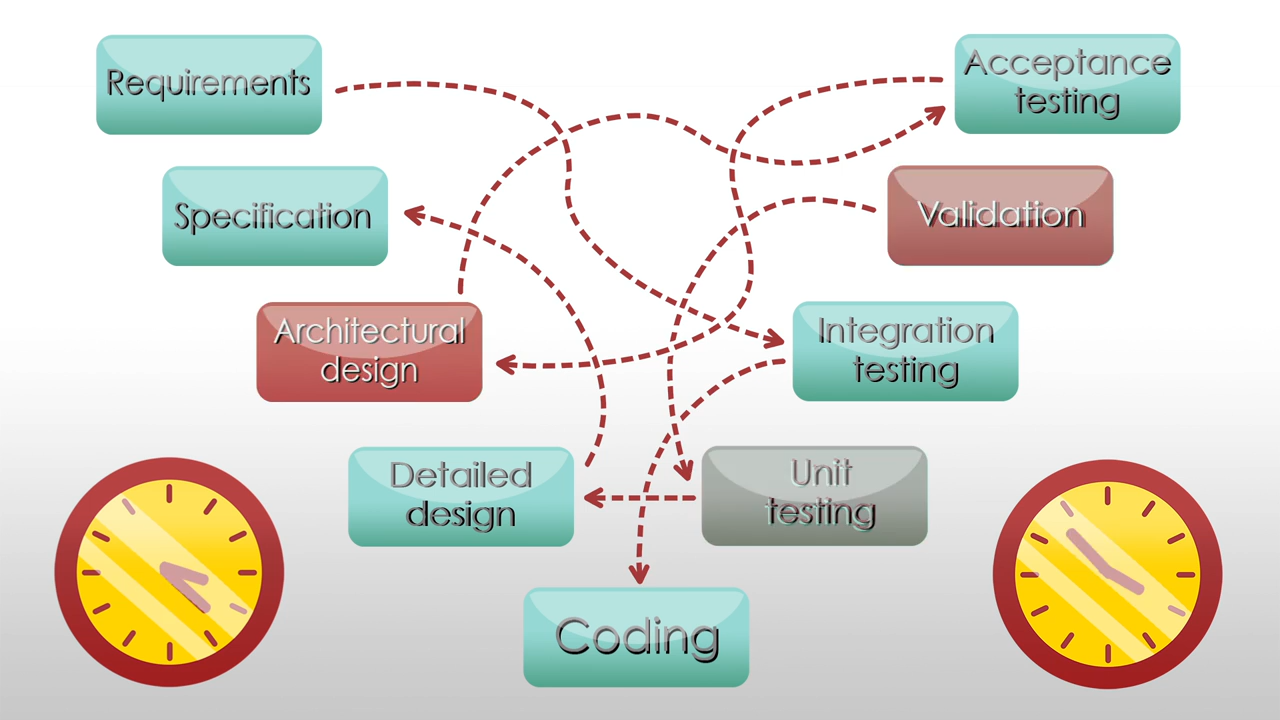 Requirements
Acceptance
testing
Specification
Validation
Architectural
design
Integration
testing
Detailed
design
Unit
testing
Coding